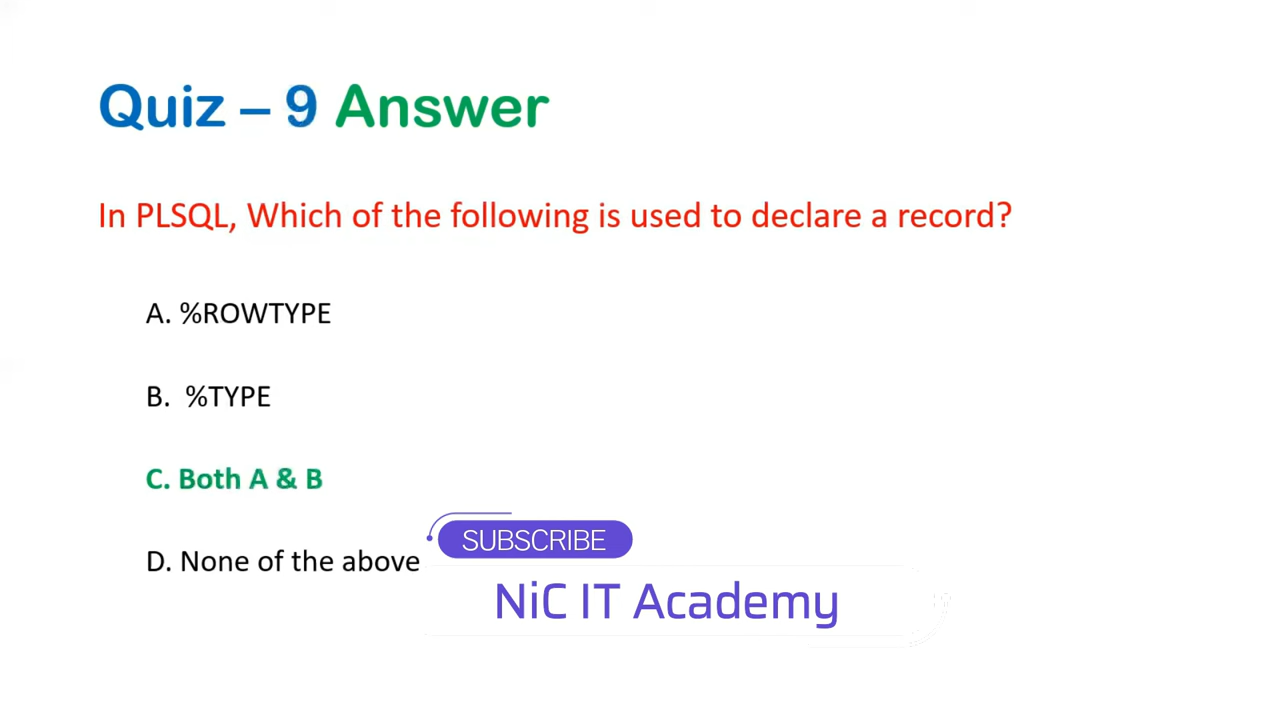 Quiz – 9 Answer
In PLSQL, Which of the following is used to declare a record?
A. %ROWTYPE
B. %TYPE
C. Both A & B
D. None of the above
SUBSCRIBE
NiC IT Academy